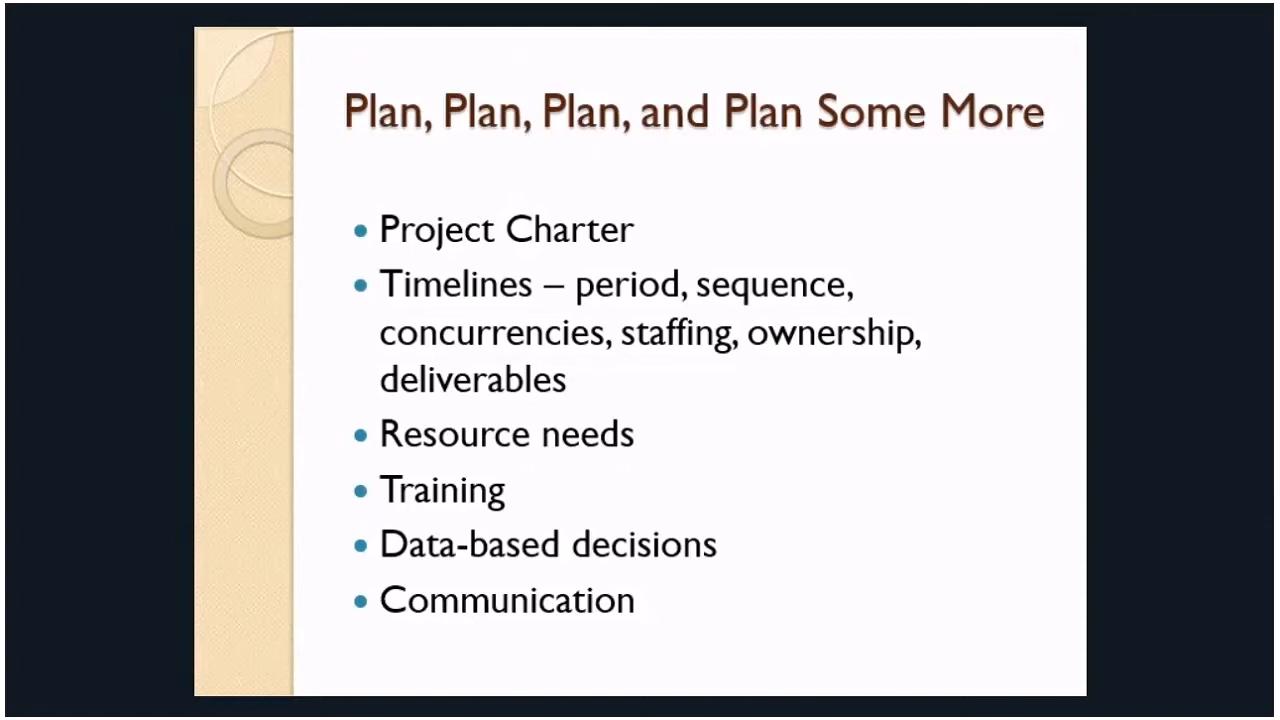 Plan, Plan, Plan, and Plan Some More
• Project Charter
• Timelines – period, sequence,
concurrencies, staffing, ownership,
deliverables
• Resource needs
• Training
• Data-based decisions
• Communication